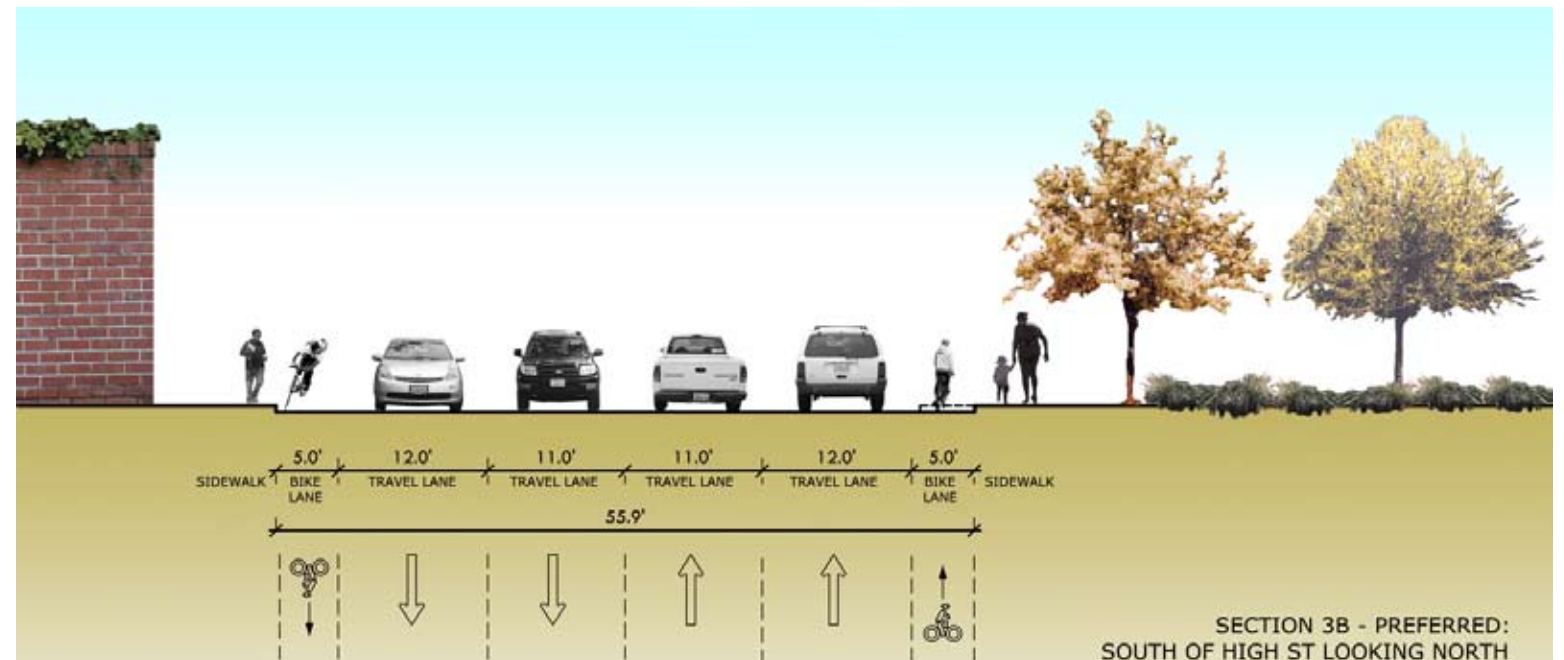 5.0' 12.0' 11.0' 11.0' 12.0' 5.0'
SIDEWALK BIKE TRAVEL LANE TRAVEL LANE TRAVEL LANE TRAVEL LANE BIKE SIDEWALK
LANE LANE
55.9'
SECTION 3B - PREFERRED:
SOUTH OF HIGH ST LOOKING NORTH